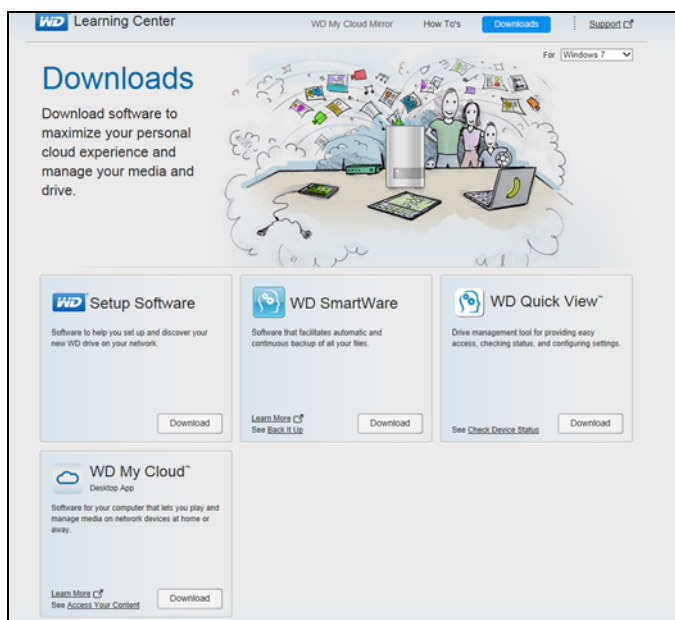 WD Learning Center
WD My Cloud Mirror How To's Downloads Support
For Windows 7
Downloads
Download software to
maximize your personal
cloud experience and
manage your media and
drive.
WD Setup Software
Software to help you set up and discover your
new WD drive on your network.
Download
WD SmartWare
Software that facilitates automatic and
continuous backup of all your files.
Learn More
See Back It Up
Download
WD Quick View™
Drive management tool for providing easy
access, checking status, and configuring settings.
See Check Device Status
Download
WD My Cloud™
Desktop App
Software for your computer that lets you play and
manage media on network devices at home or
away.
Learn More
See Access Your Content
Download